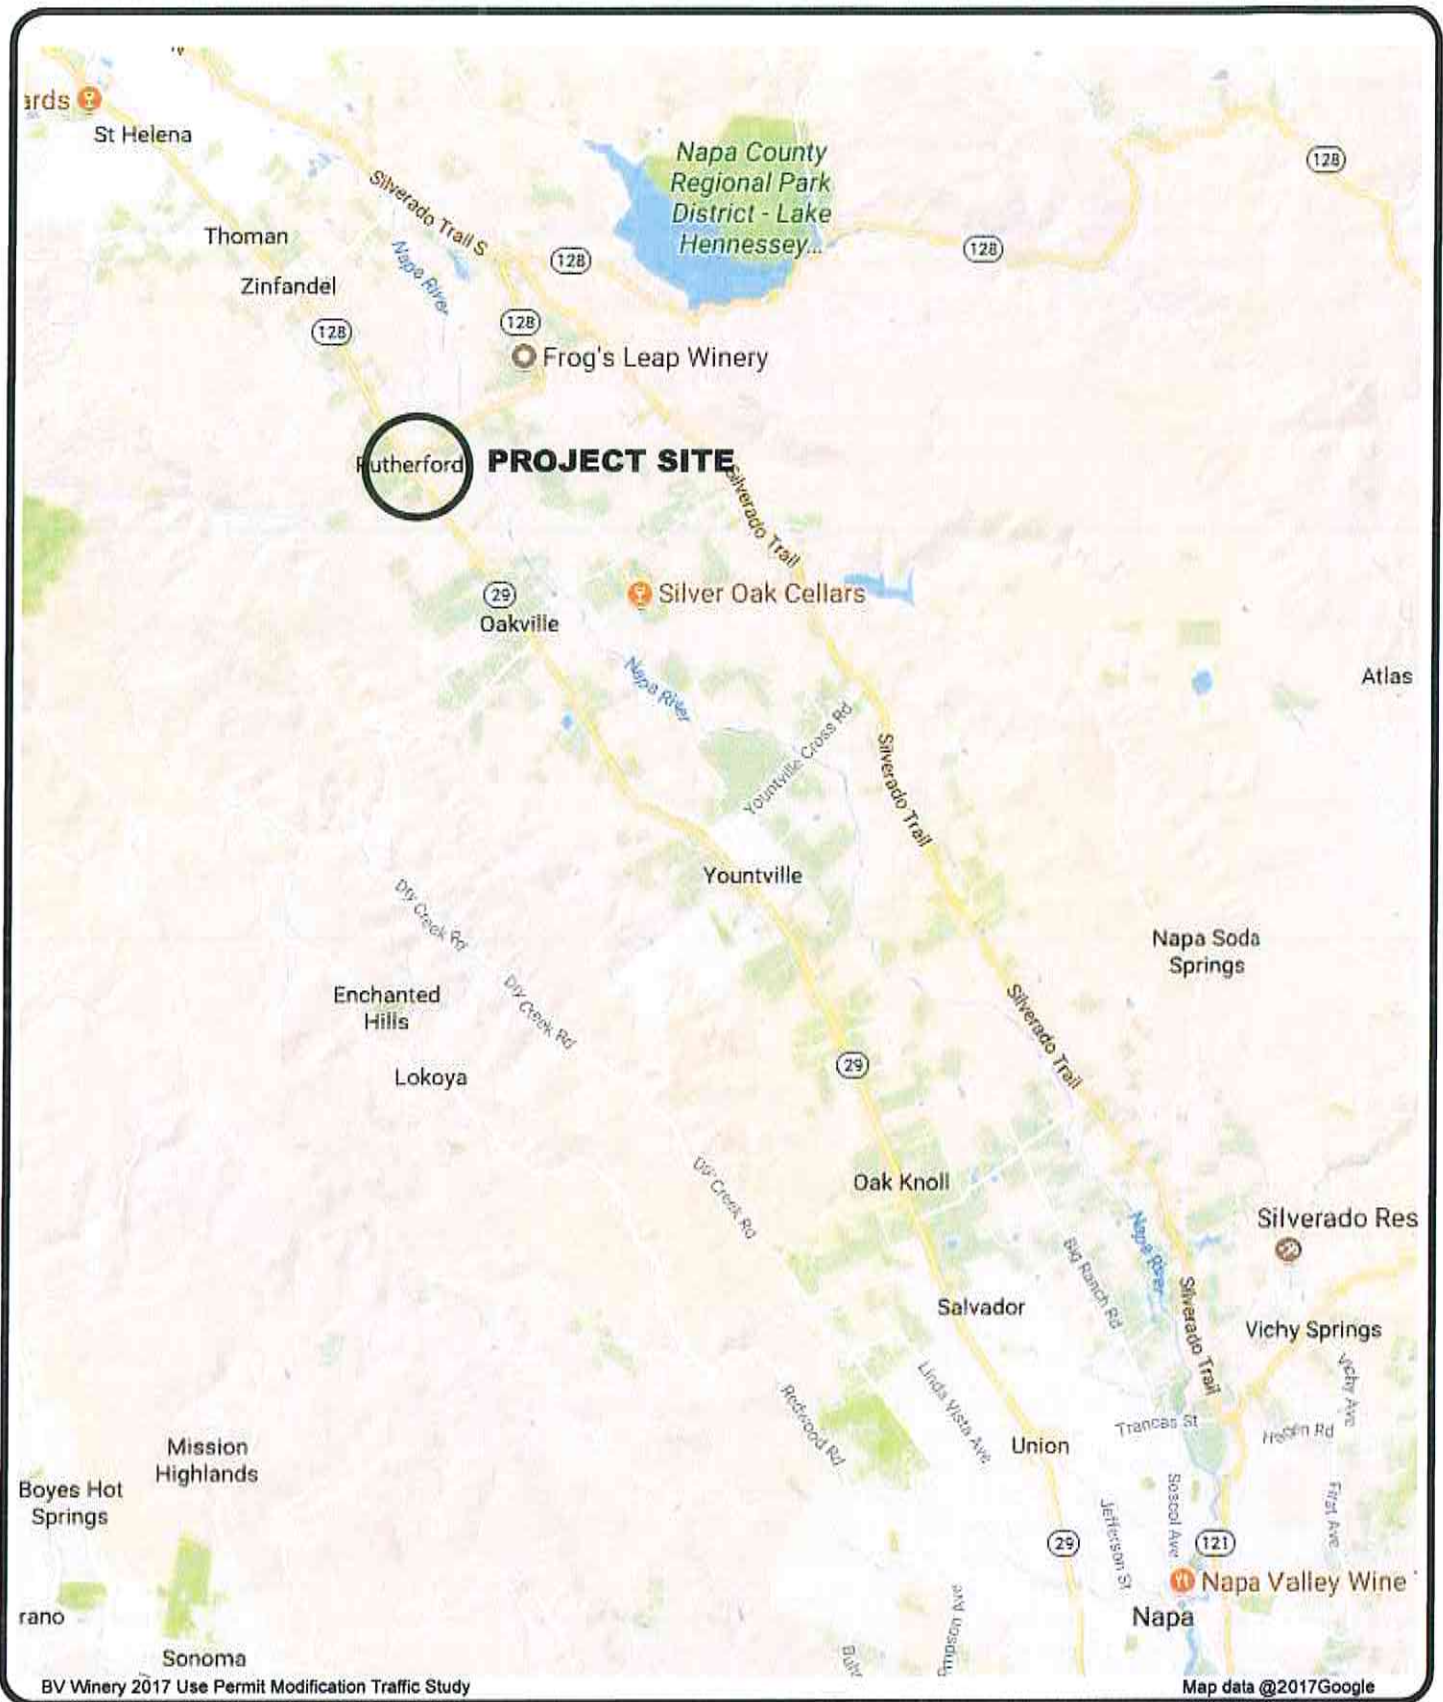 ards
St Helena
Napa County
Regional Park
District - Lake
Hennessey...
128
Silverado Trail S
Thoman
Napa River
128
128
Zinfandel
128
128
Frog's Leap Winery
Rutherford
PROJECT SITE
Silverado Trail
29
Silver Oak Cellars
Oakville
Napa River
Atlas
Yountville Cross Rd
Silverado Trail
Yountville
Dry Creek Rd
Napa Soda
Springs
Enchanted
Hills
Dry Creek Rd
Silverado Trail
Lokoya
29
Dry Creek Rd
Oak Knoll
Napa River
Silverado Res
Big Ranch Rd
Salvador
Silverado Trail
Vichy Springs
Vichy Ave
Linda Vista Ave
Redwood Rd
Trancas St
Hagen Rd
Union
Mission
Highlands
Boyes Hot
Springs
Soscol Ave
First Ave
Jefferson St
29
121
Napa Valley Wine
rano
Napa
Sonoma
BV Winery 2017 Use Permit Modification Traffic Study
Map data @2017Google